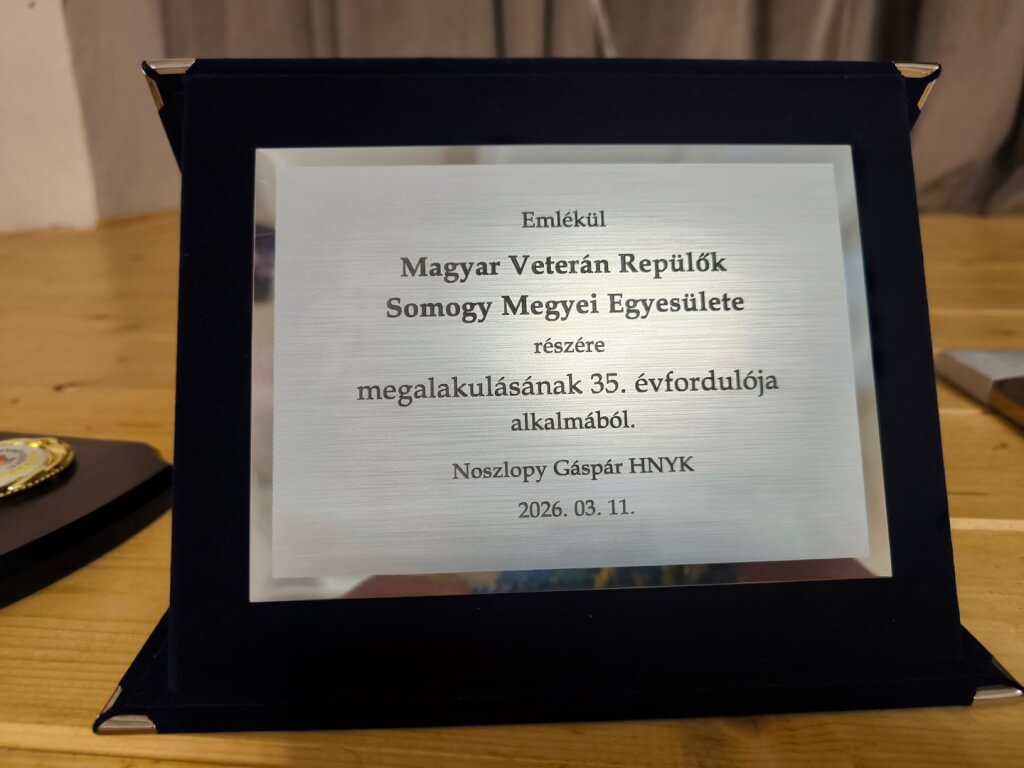 Emlékül
Magyar Veterán Repülők
Somogy Megyei Egyesülete
részére
megalakulásának 35. évfordulója
alkalmából.
Noszlopy Gáspár HNYK
2026. 03. 11.